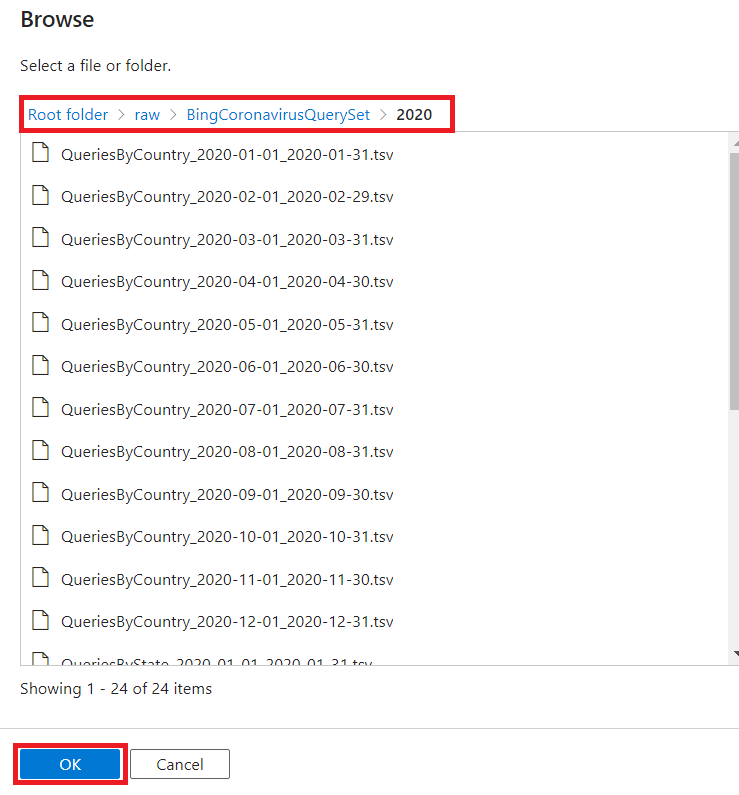 Browse
Select a file or folder.
Root folder > raw > BingCoronavirusQuerySet > 2020
QueriesByCountry_2020-01-01_2020-01-31.tsv
QueriesByCountry_2020-02-01_2020-02-29.tsv
QueriesByCountry_2020-03-01_2020-03-31.tsv
QueriesByCountry_2020-04-01_2020-04-30.tsv
QueriesByCountry_2020-05-01_2020-05-31.tsv
QueriesByCountry_2020-06-01_2020-06-30.tsv
QueriesByCountry_2020-07-01_2020-07-31.tsv
QueriesByCountry_2020-08-01_2020-08-31.tsv
QueriesByCountry_2020-09-01_2020-09-30.tsv
QueriesByCountry_2020-10-01_2020-10-31.tsv
QueriesByCountry_2020-11-01_2020-11-30.tsv
QueriesByCountry_2020-12-01_2020-12-31.tsv
QueriesByState_2020-01-01_2020-01-31.tsv
Showing 1 - 24 of 24 items
OK Cancel